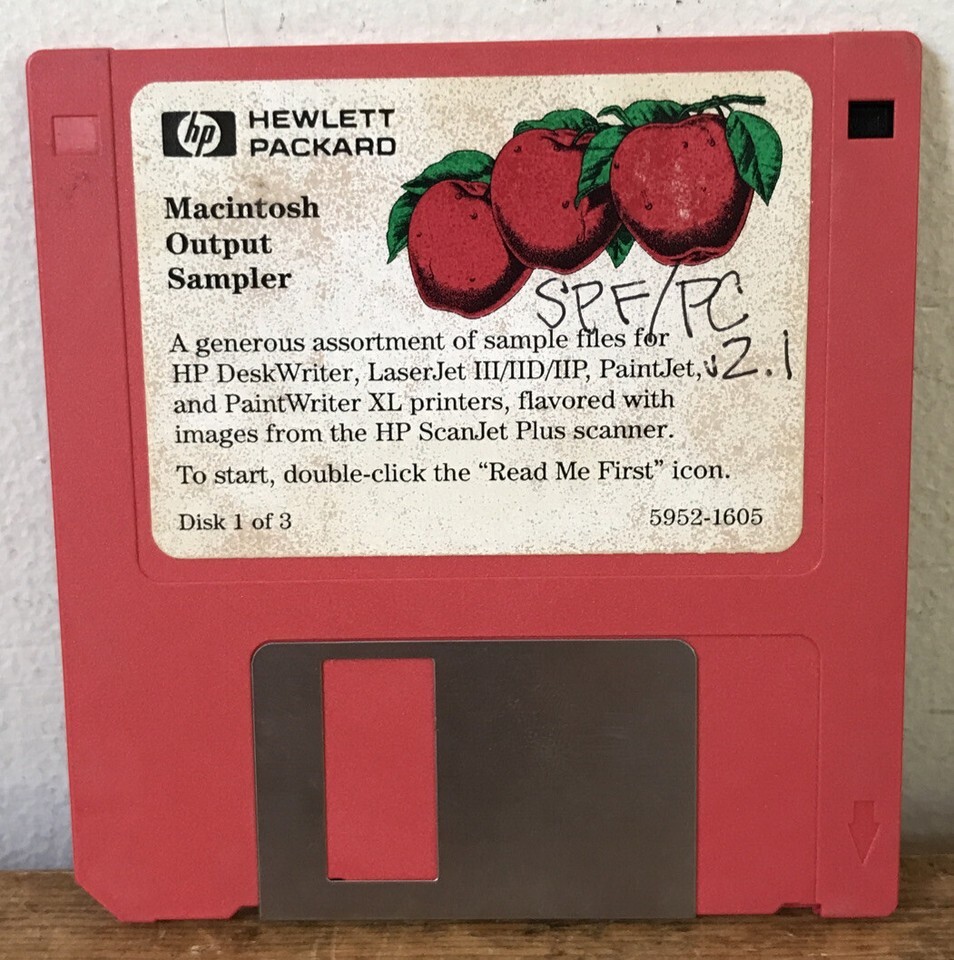 hp HEWLETT
PACKARD
Macintosh
Output
Sampler
SPF/PC
v2.1
A generous assortment of sample files for
HP DeskWriter, LaserJet III/IID/IIP, PaintJet,
and PaintWriter XL printers, flavored with
images from the HP ScanJet Plus scanner.
To start, double-click the “Read Me First” icon.
Disk 1 of 3
5952-1605